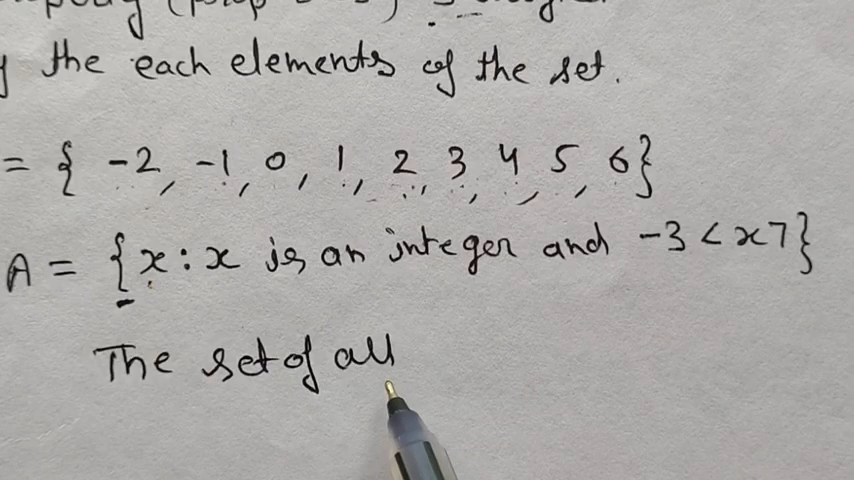 the each elements of the set.
= { -2, -1, 0, 1, 2, 3, 4, 5, 6}
A = {x : x is an integer and -3 < x 7}
The set of all